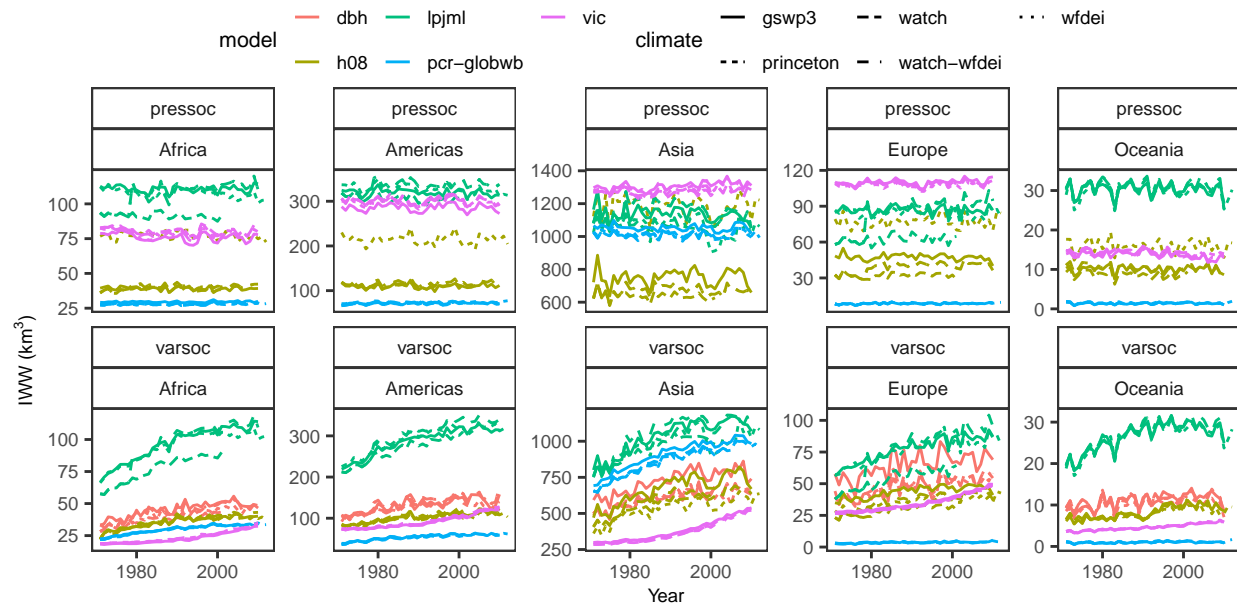 model
dbh
lpjml
vic
h08
pcr−globwb
climate
gswp3
watch
wfdei
princeton
watch−wfdei
pressoc pressoc pressoc pressoc pressoc
Africa Americas Asia Europe Oceania
25 50 75 100
100 200 300
600 800 1000 1200 1400
30 60 90 120
0 10 20 30
varsoc varsoc varsoc varsoc varsoc
Africa Americas Asia Europe Oceania
25 50 75 100
100 200 300
250 500 750 1000
0 25 50 75 100
0 10 20 30
1980 2000 1980 2000 1980 2000 1980 2000 1980 2000
IWW (km³)
Year